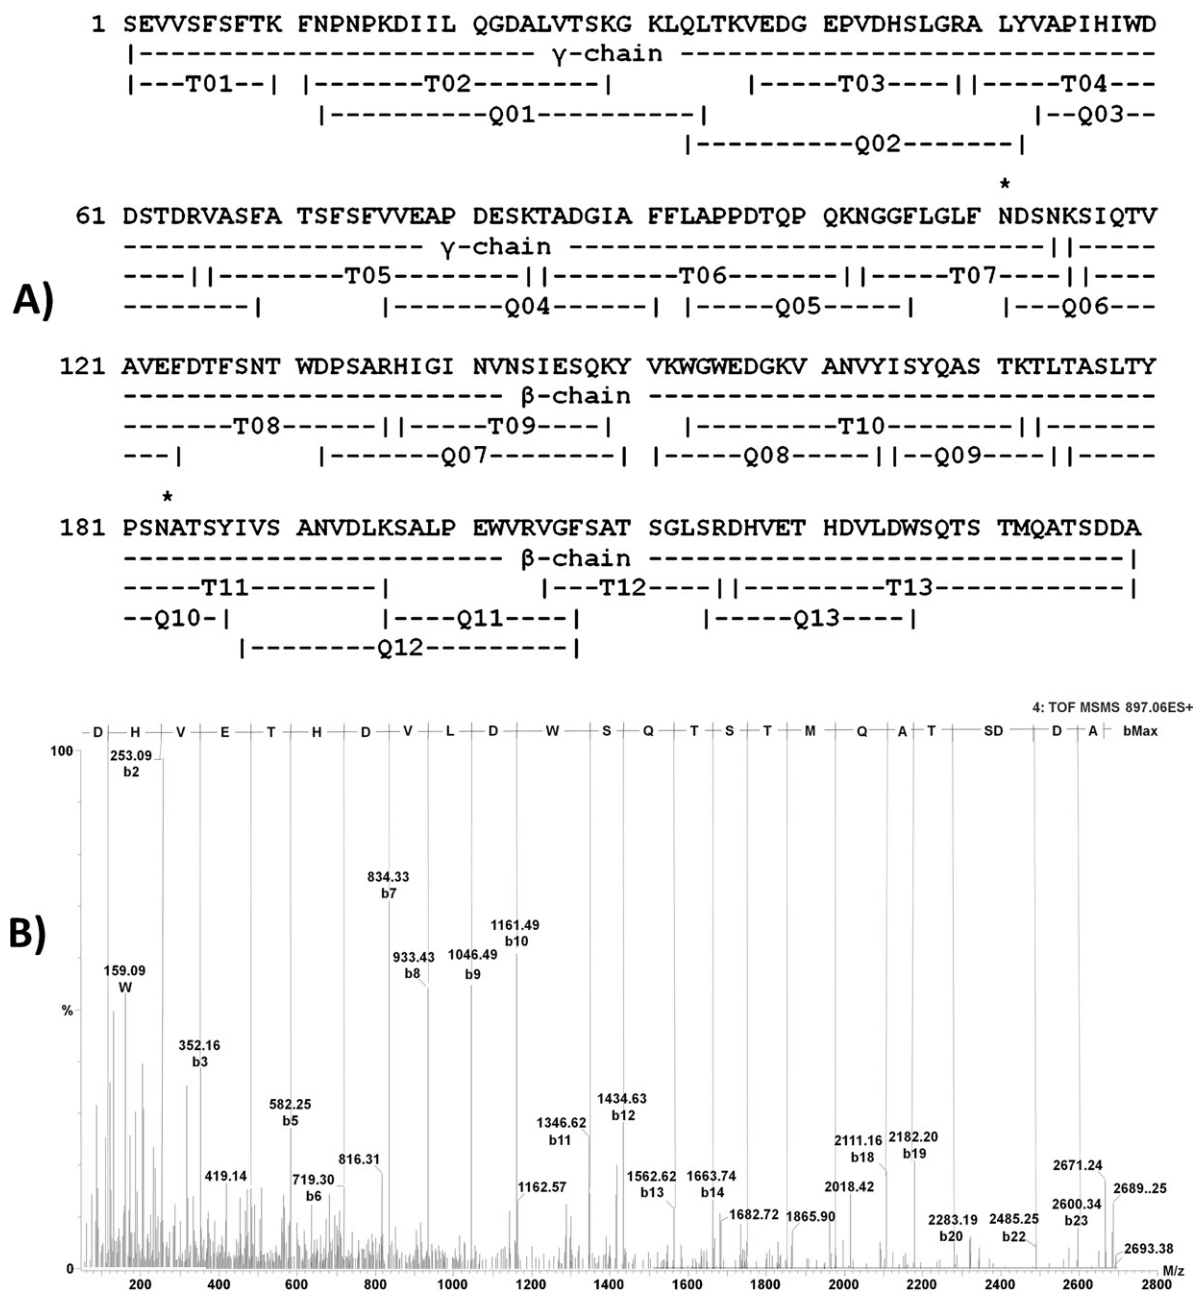 1 SEVVSFSFTK FNPNPKDIIL QGDALVTSKG KLQLTKVEDG EPVDHSLGRA LYVAPIHIWD
|-------------------------- γ-chain ------------------------------
|---T01--| |-------T02--------| |-----T03------||-----T04---
|----------Q01----------| |--Q03--
|----------Q02-------|
*
61 DSTDRVASFA TSFSFVVEAP DESKTADGIA FFLAPPDTQP QKNGGFLGLF NDSNKSIQTV
------------------- γ-chain ------------------------------||-----
----||--------T05--------||--------T06-------||-----T07------||----
--------| |-------Q04-------| |-----Q05------| |---Q06---
A)
121 AVEFDTFSNT WDPSARHIGI NVNSIESQKY VKWGWEDGKV ANVYISYQAS TKTLTASLTY
------------------------ β-chain --------------------------------
-------T08------||-----T09----| |---------T10--------||-------
---| |-------Q07--------| |-----Q08-----||--Q09----||-----
*
181 PSNATSYIVS ANVDLKSALP EWVRVGFSAT SGLSRDHVET HDVLDWSQTS TMQATSDDA
------------------------ β-chain ------------------------------|
-----T11--------| |---T12----||---------T13------------|
--Q10-| |----Q11----| |-----Q13----|
|--------Q12---------|
4: TOF MSMS 897.06ES+
D H V E T H D V L D W S Q T S T M Q A T SD D A bMax
B)
100
%
0
253.09
b2
159.09
W
352.16
b3
419.14
582.25
b5
719.30
b6
816.31
834.33
b7
933.43
b8
1046.49
b9
1161.49
b10
1162.57
1346.62
b11
1434.63
b12
1562.62
b13
1663.74
b14
1682.72
1865.90
2018.42
2111.16
b18
2182.20
b19
2283.19
b20
2485.25
b22
2600.34
b23
2671.24
2689..25
2693.38
200 400 600 800 1000 1200 1400 1600 1800 2000 2200 2400 2600 2800
M/z